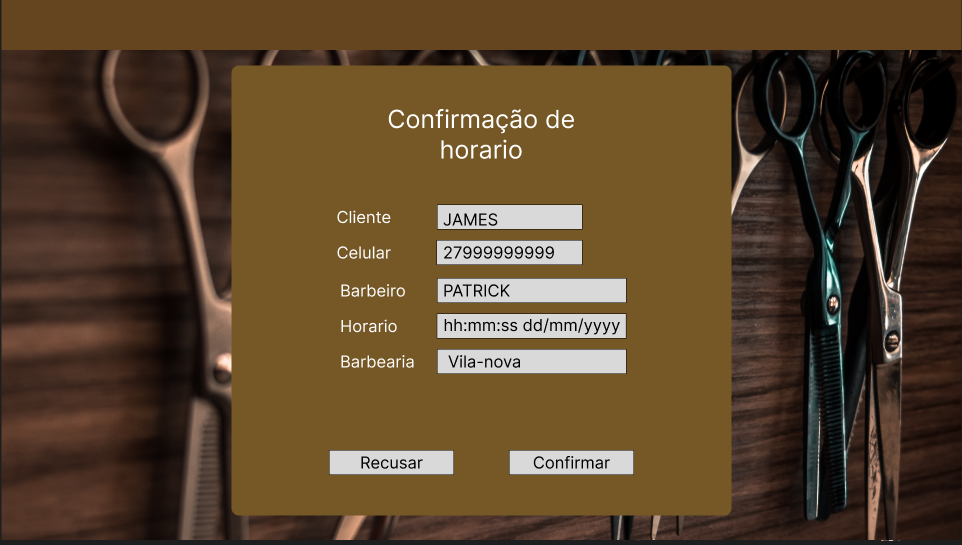 Confirmação de
horario
Cliente JAMES
Celular 27999999999
Barbeiro PATRICK
Horario hh:mm:ss dd/mm/yyyy
Barbearia Vila-nova
Recusar Confirmar